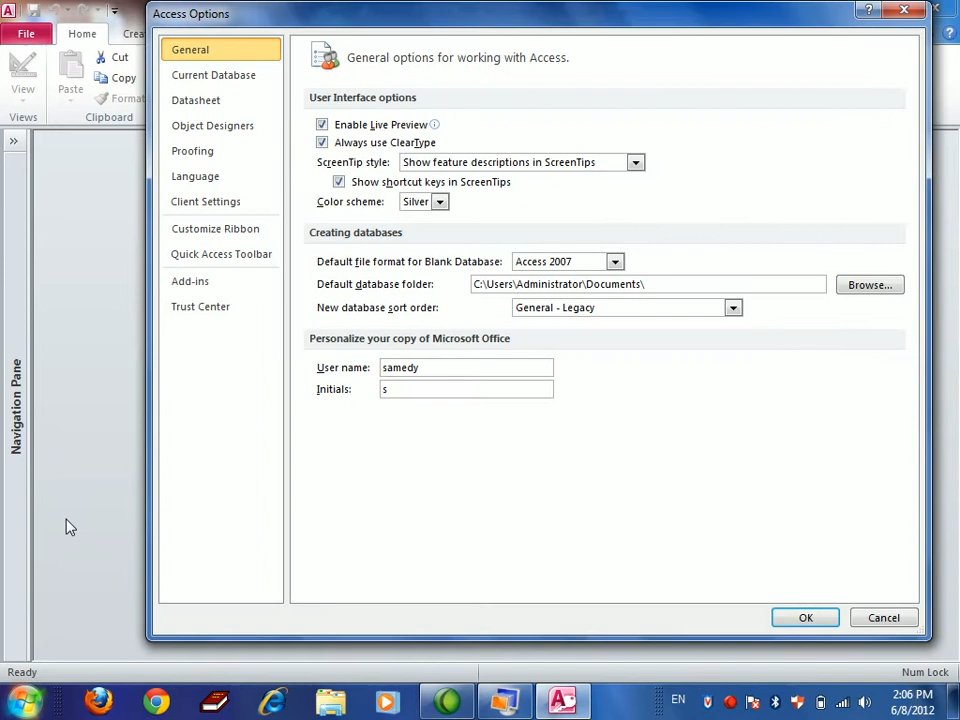 Access Options
File
Home
Crea
Cut
Copy
Format
View
Paste
Views
Clipboard
Navigation Pane
General
Current Database
Datasheet
Object Designers
Proofing
Language
Client Settings
Customize Ribbon
Quick Access Toolbar
Add-ins
Trust Center
General options for working with Access.
User Interface options
Enable Live Preview
Always use ClearType
ScreenTip style: Show feature descriptions in ScreenTips
Show shortcut keys in ScreenTips
Color scheme: Silver
Creating databases
Default file format for Blank Database: Access 2007
Default database folder: C:\Users\Administrator\Documents\ Browse...
New database sort order: General - Legacy
Personalize your copy of Microsoft Office
User name: samedy
Initials: s
OK Cancel
Ready
Num Lock
EN
2:06 PM
6/8/2012